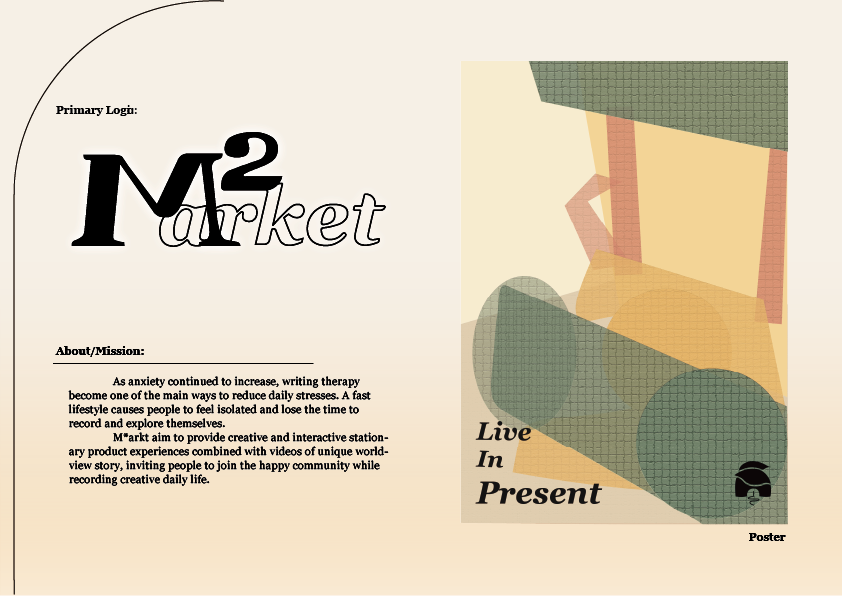 Primary Login:
M2arket
About/Mission:
As anxiety continued to increase, writing therapy
become one of the main ways to reduce daily stresses. A fast
lifestyle causes people to feel isolated and lose the time to
record and explore themselves.
M*arkt aim to provide creative and interactive station-
ary product experiences combined with videos of unique world-
view story, inviting people to join the happy community while
recording creative daily life.
Live
In
Present
Poster